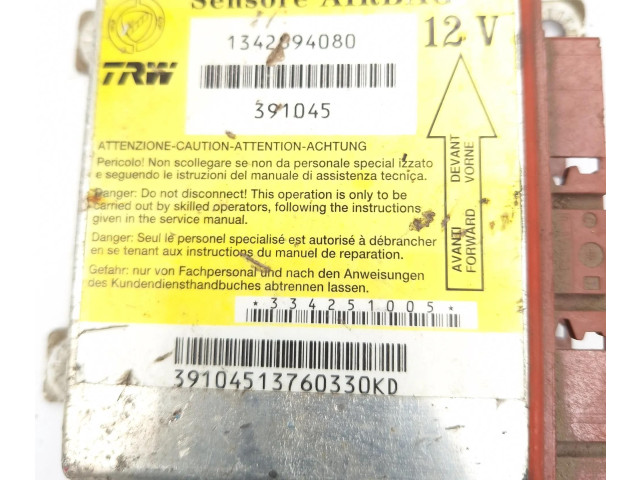 Sensore AIRBAG
1342894080
12 V
TRW
391045
ATTENZIONE-CAUTION-ATTENTION-ACHTUNG
Pericolo! Non scollegare se non da personale special izzato
e seguendo le istruzioni del manuale di assistenza tecnica.
Danger: Do not disconnect! This operation is only to be
carried out by skilled operators, following the instructions
given in the service manual.
Danger: Seul le personel specialisé est autorisé à débrancher
en se tenant aux instructions du manuel de reparation.
Gefahr: nur von Fachpersonal und nach den Anweisungen
des Kundendiensthandbuches abtrennen lassen.
AVANTI DEVANT
FORWARD VORNE
*334251005*
39104513760330KD